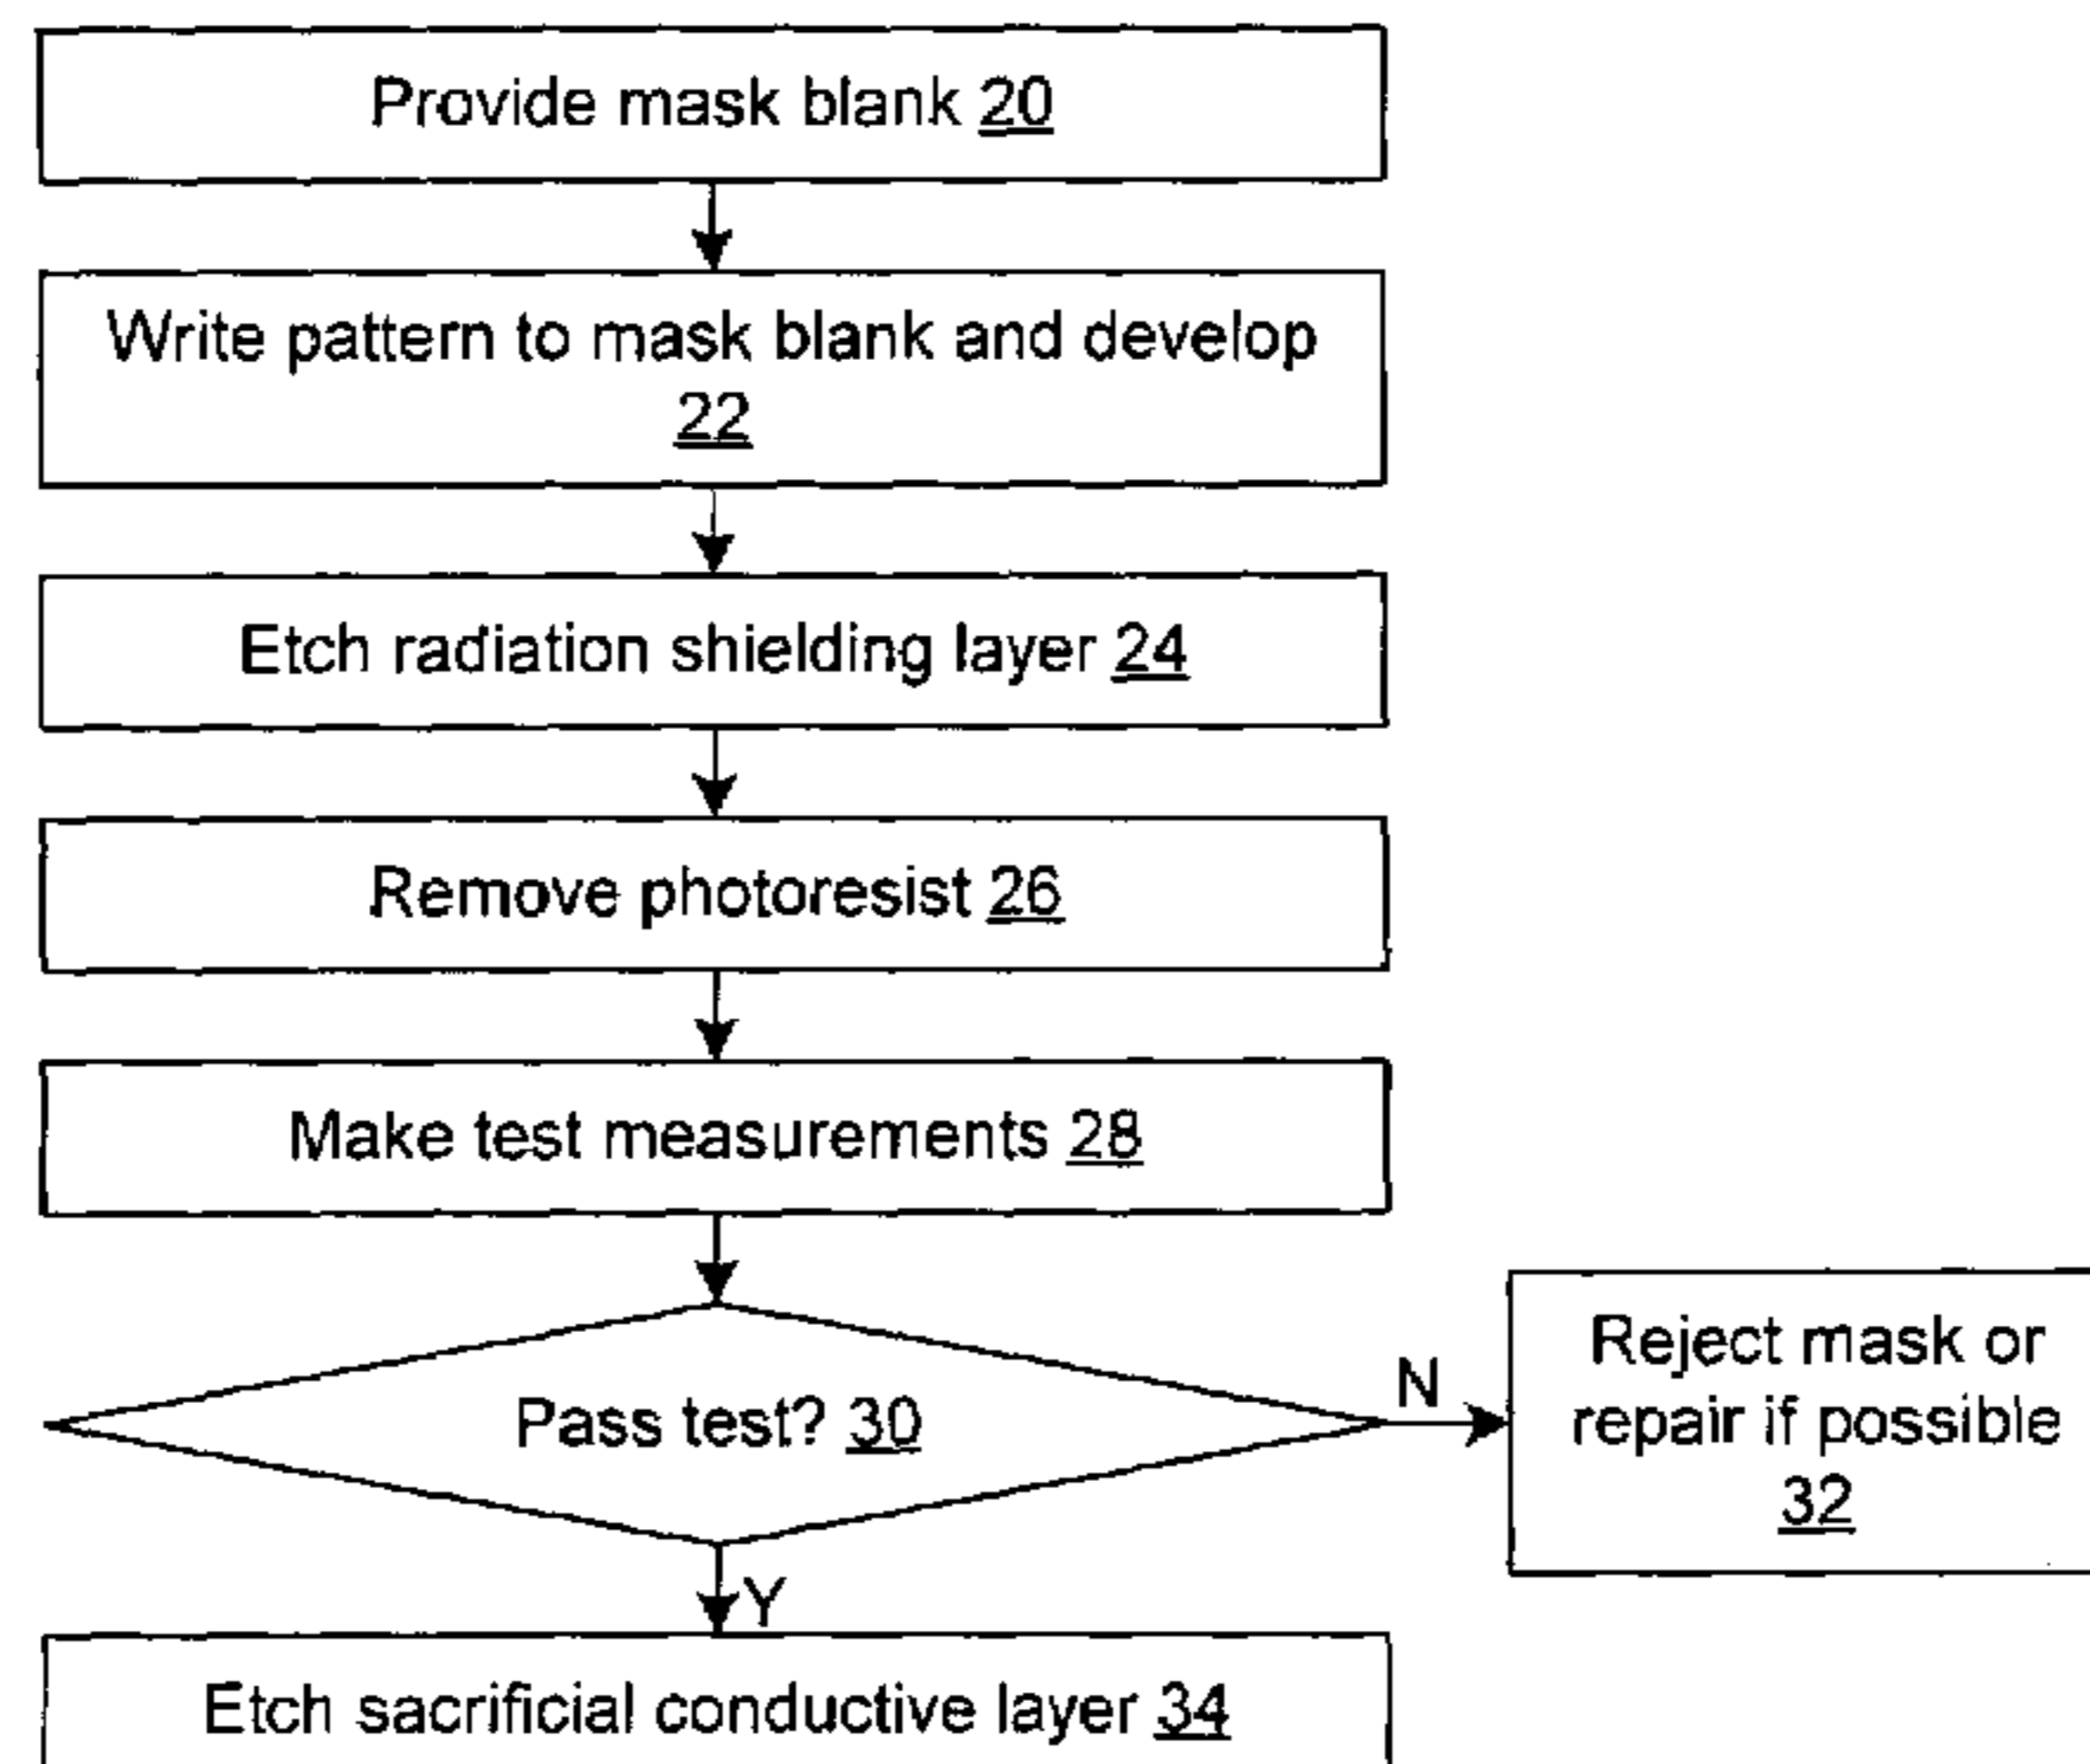 Provide mask blank 20
Write pattern to mask blank and develop
22
Etch radiation shielding layer 24
Remove photoresist 26
Make test measurements 28
Pass test? 30
N
Reject mask or
repair if possible
32
Y
Etch sacrificial conductive layer 34